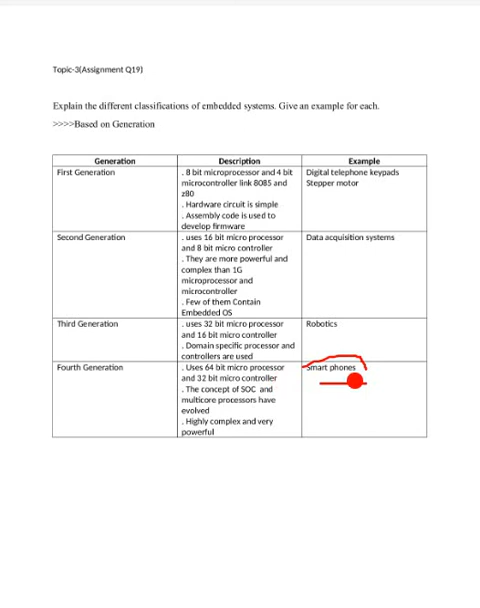 Topic-3(Assignment Q19)
Explain the different classifications of embedded systems. Give an example for each.
>>>>Based on Generation
Generation Description Example
First Generation . 8 bit microprocessor and 4 bit Digital telephone keypads
microcontroller link 8085 and Stepper motor
z80
. Hardware circuit is simple
. Assembly code is used to
develop firmware
Second Generation . uses 16 bit micro processor Data acquisition systems
and 8 bit micro controller
. They are more powerful and
complex than 1G
microprocessor and
microcontroller
. Few of them Contain
Embedded OS
Third Generation . uses 32 bit micro processor Robotics
and 16 bit micro controller
. Domain specific processor and
controllers are used
Fourth Generation . Uses 64 bit micro processor Smart phones
and 32 bit micro controller
. The concept of SOC and
multicore processors have
evolved
. Highly complex and very
powerful